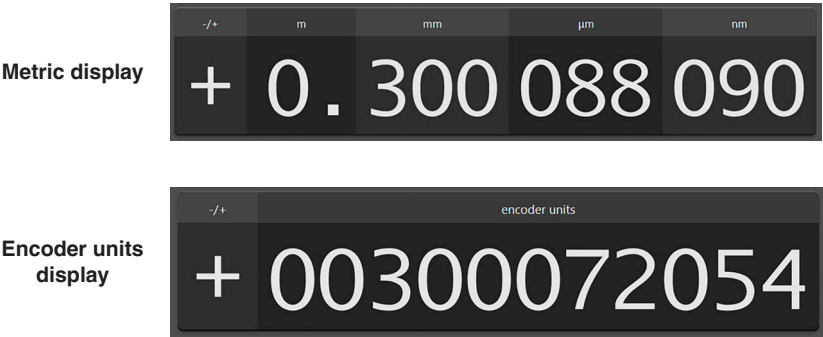 -/+ m mm µm nm
Metric display
+ 0. 300 088 090
-/+ encoder units
Encoder units
display
+ 00300072054